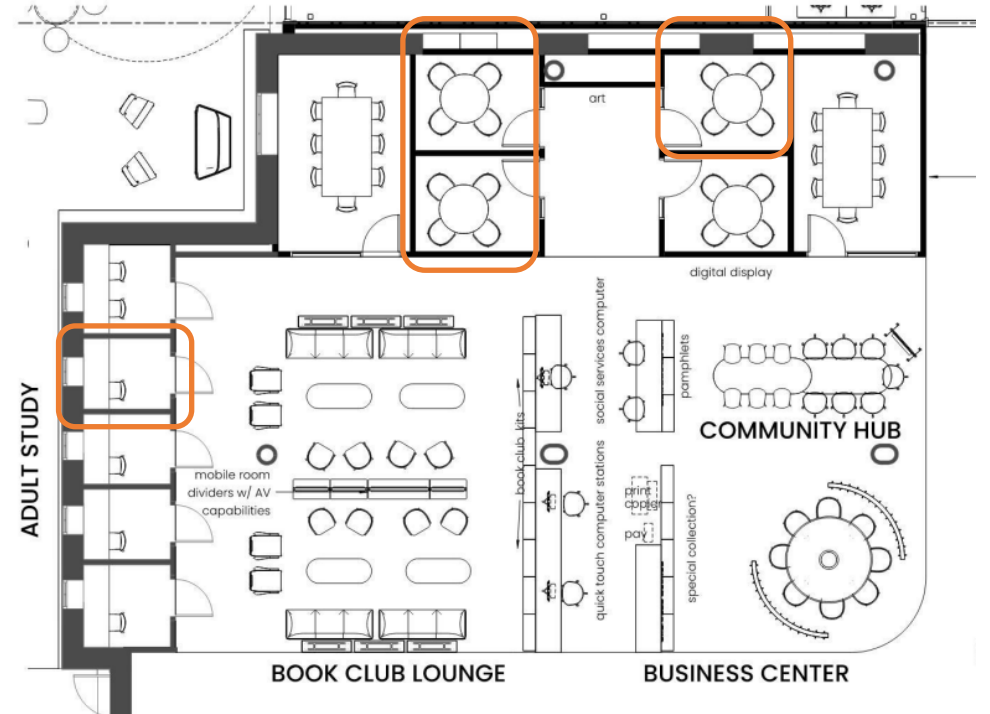 art
digital display
social services computer
pamphlets
COMMUNITY HUB
ADULT STUDY
mobile room
dividers w/ AV
capabilities
book club kits
quick touch computer stations
print
copier
pay
special collection?
BOOK CLUB LOUNGE
BUSINESS CENTER